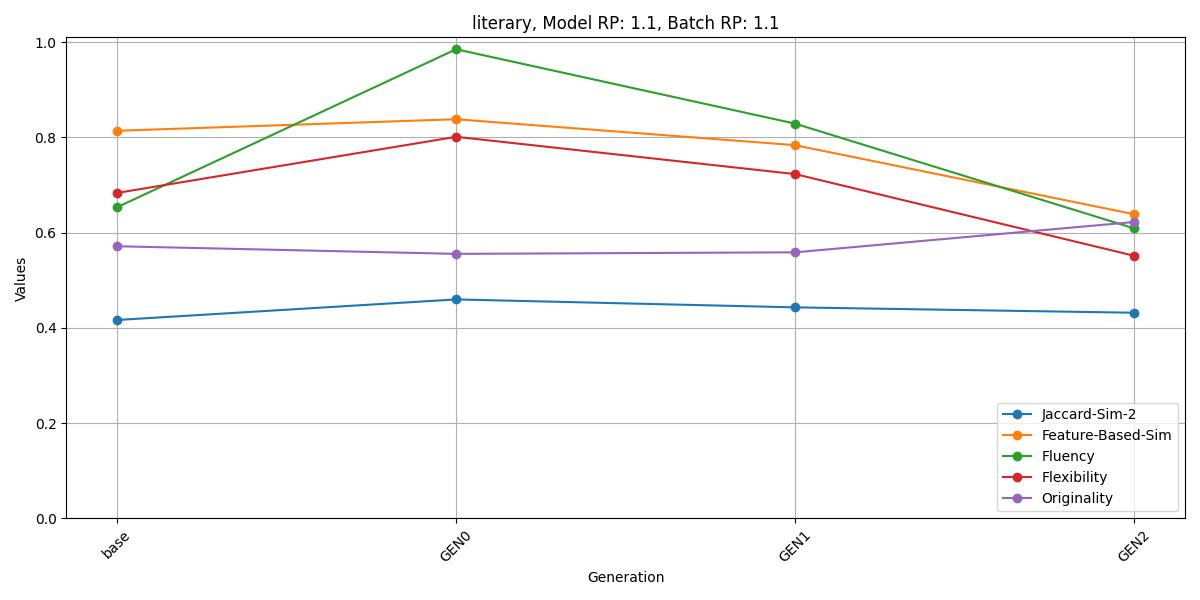 literary, Model RP: 1.1, Batch RP: 1.1
1.0
0.8
0.6
0.4
0.2
0.0
Values
Jaccard-Sim-2
Feature-Based-Sim
Fluency
Flexibility
Originality
base
GEN0
GEN1
GEN2
Generation